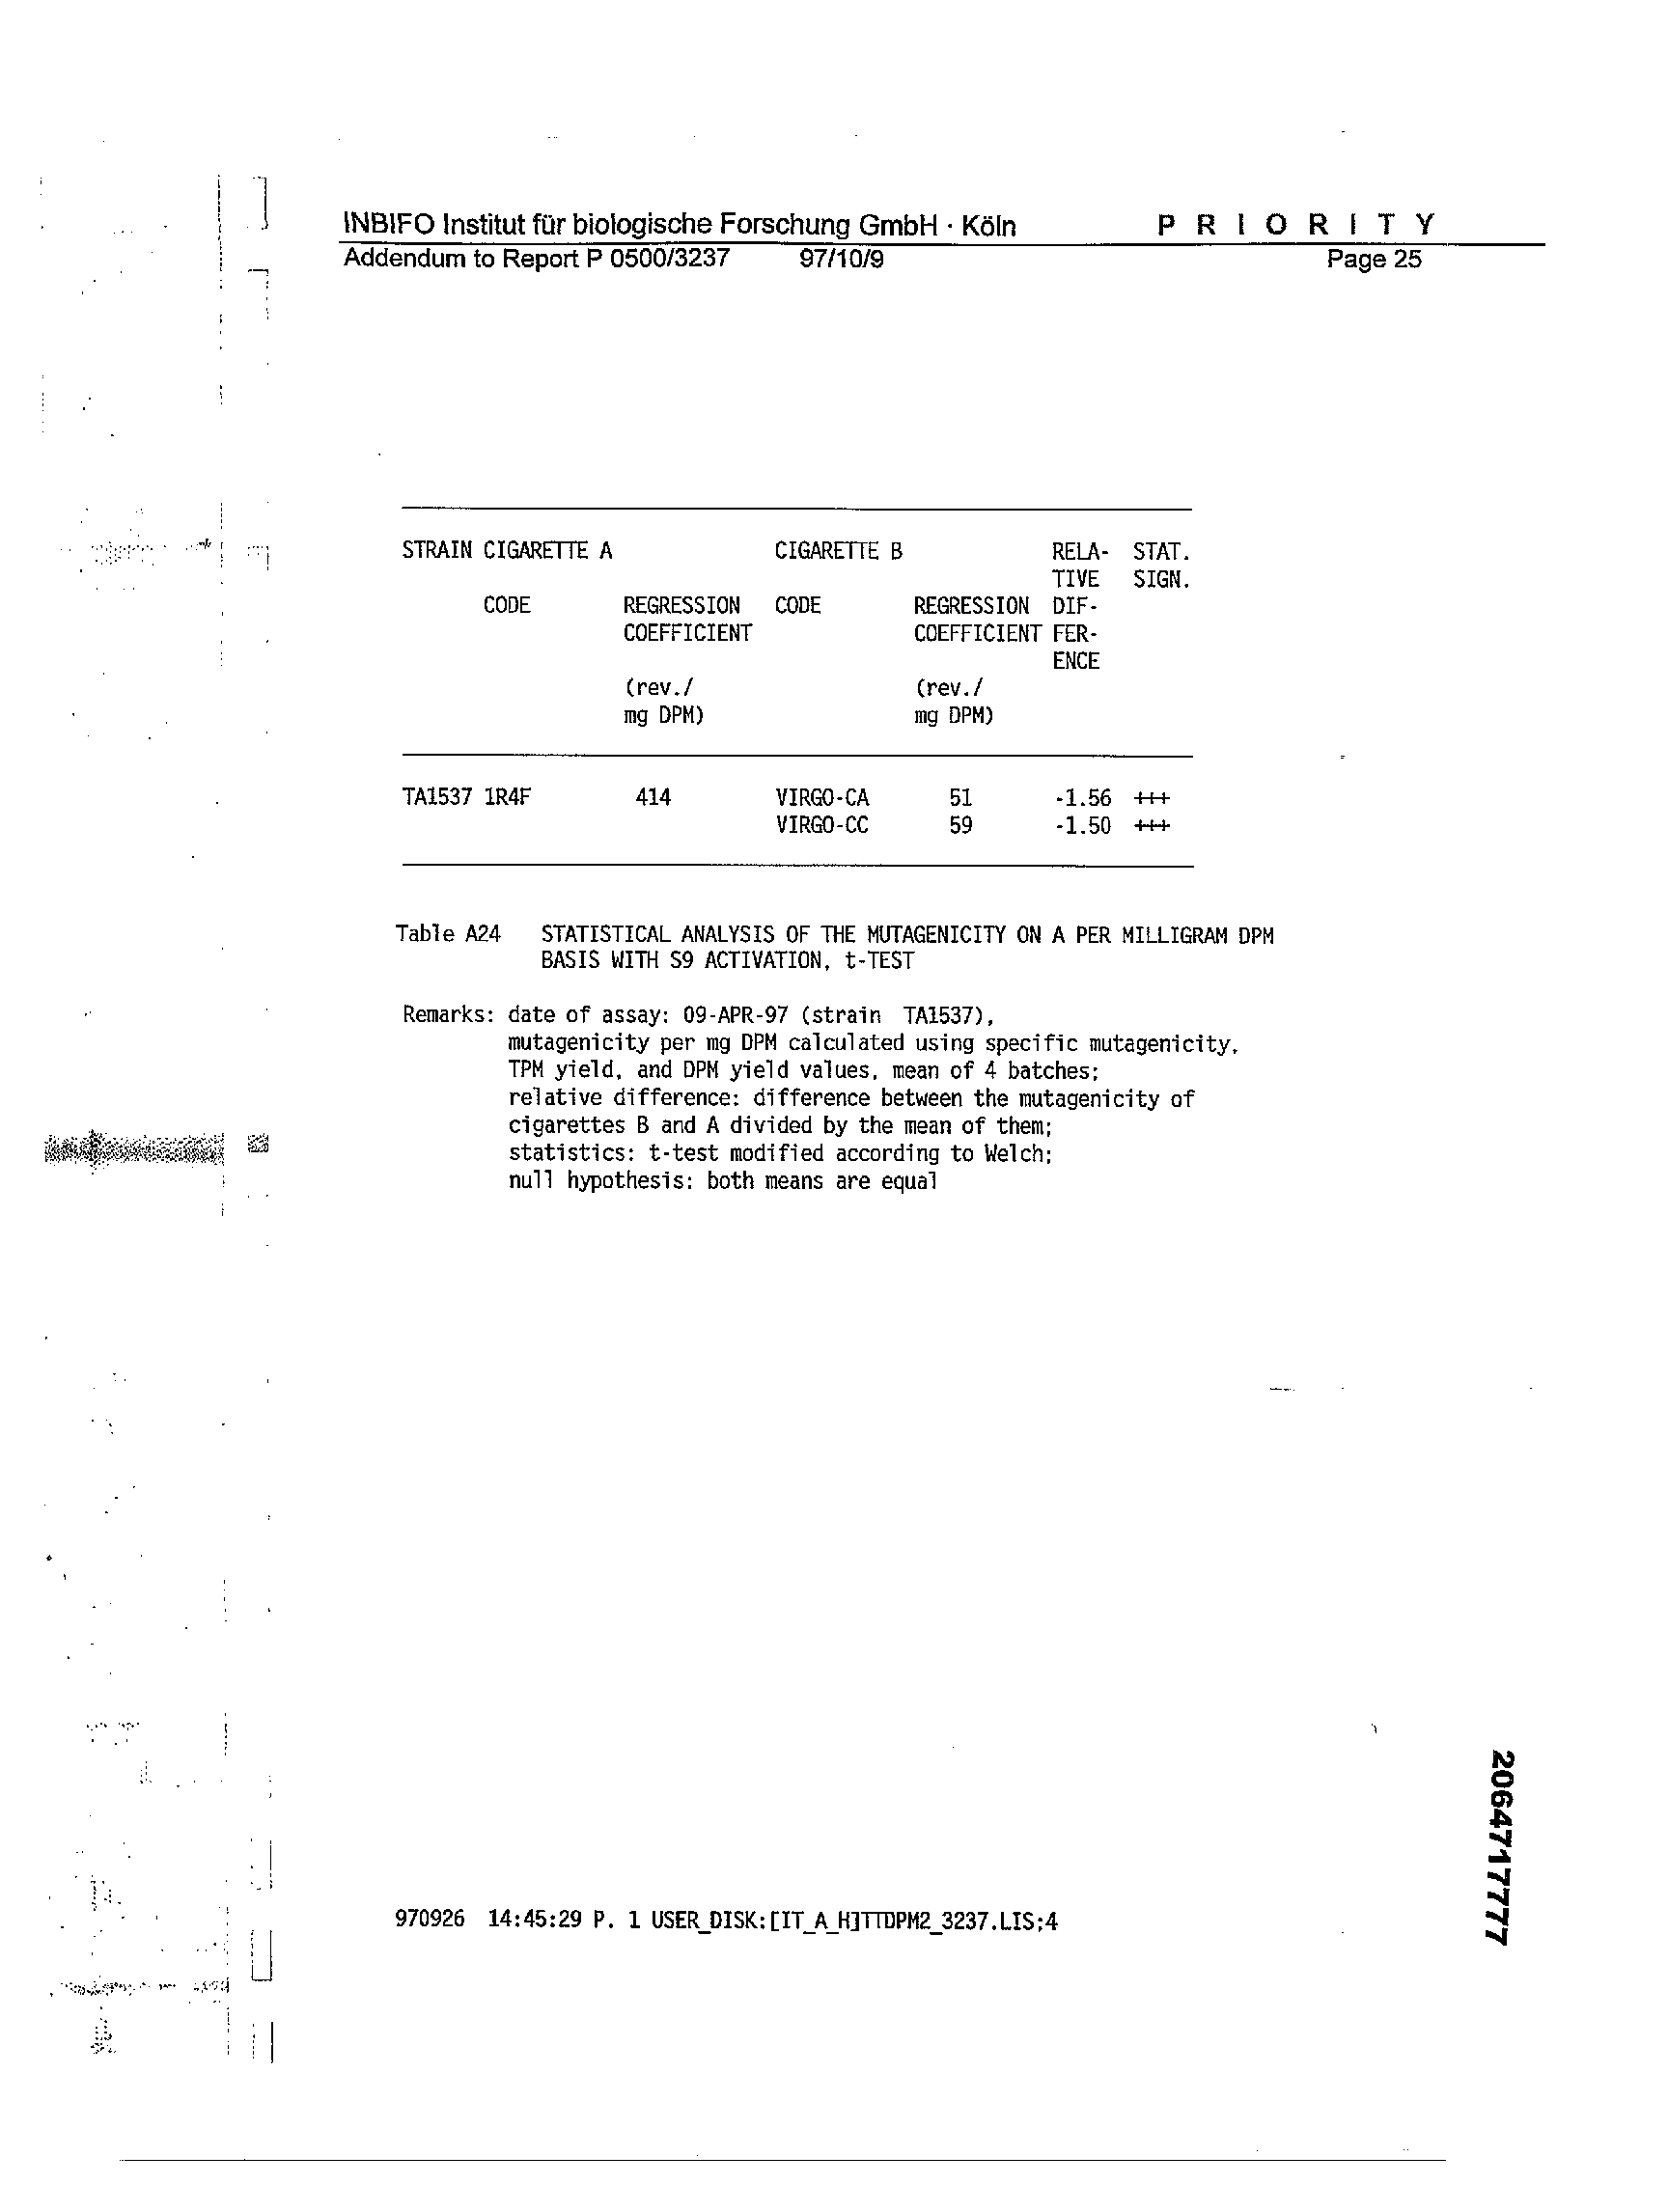 INBIFO Institut für biologische Forschung GmbH · Köln P R I O R I T Y
Addendum to Report P 0500/3237 97/10/9 Page 25
STRAIN CIGARETTE A CIGARETTE B RELA- STAT.
TIVE SIGN.
CODE REGRESSION CODE REGRESSION DIF-
COEFFICIENT COEFFICIENT FER-
ENCE
(rev./ (rev./
mg DPM) mg DPM)
TA1537 1R4F 414 VIRGO-CA 51 -1.56 +++
VIRGO-CC 59 -1.50 +++
Table A24 STATISTICAL ANALYSIS OF THE MUTAGENICITY ON A PER MILLIGRAM DPM
BASIS WITH S9 ACTIVATION, t-TEST
Remarks: date of assay: 09-APR-97 (strain TA1537),
mutagenicity per mg DPM calculated using specific mutagenicity,
TPM yield, and DPM yield values, mean of 4 batches;
relative difference: difference between the mutagenicity of
cigarettes B and A divided by the mean of them;
statistics: t-test modified according to Welch;
null hypothesis: both means are equal
2064717777
970926 14:45:29 P. 1 USER_DISK:[IT_A_H]TTDPM2_3237.LIS;4